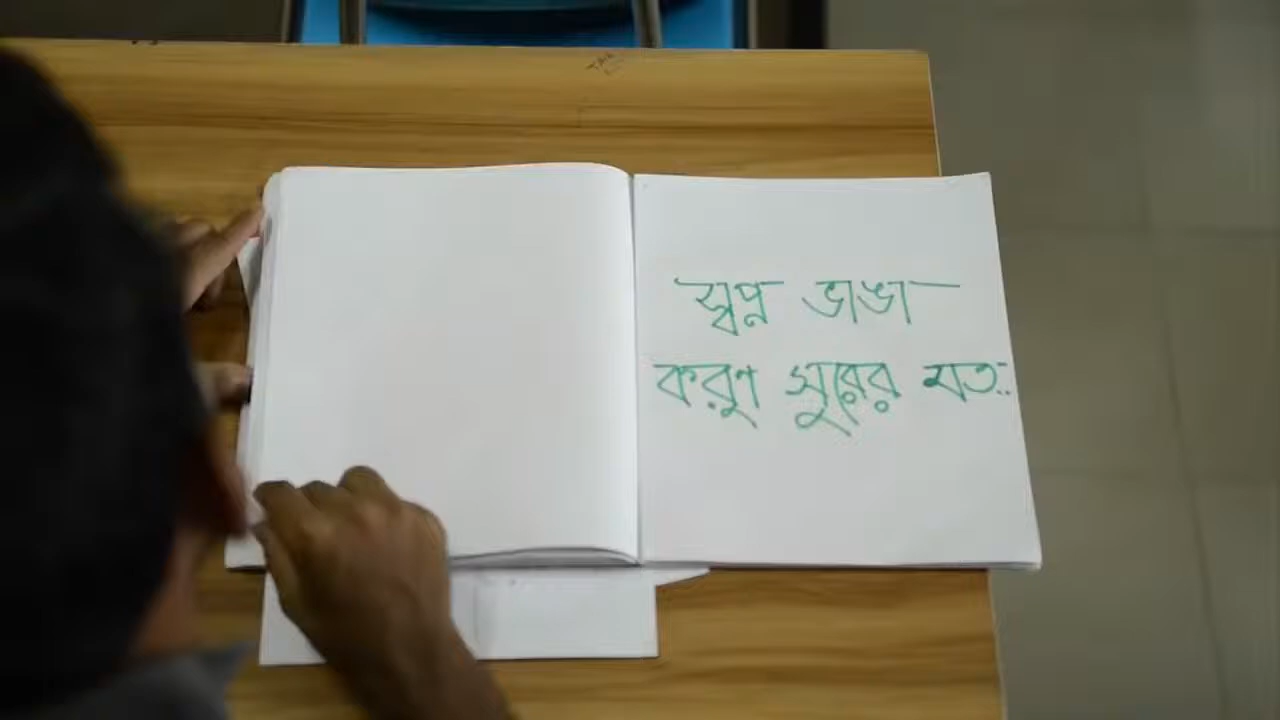 স্বপ্ন ভাঙা
করুণ সুরের মত..